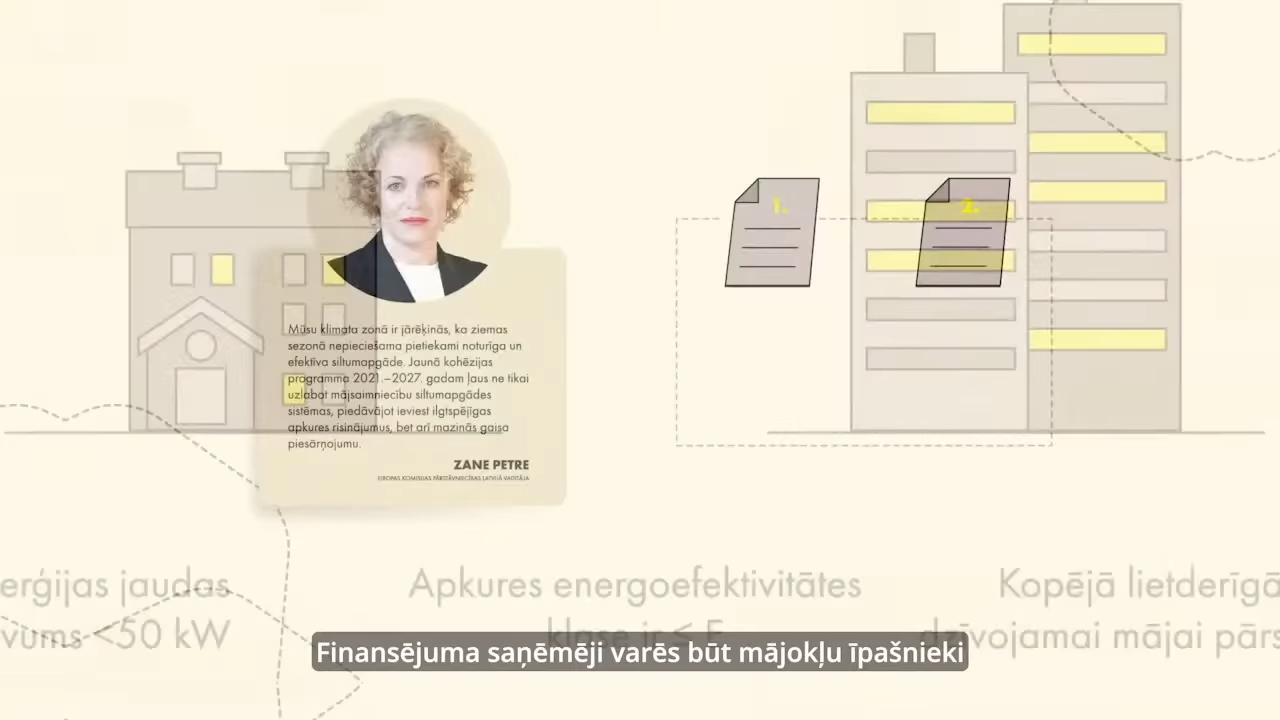 1.
2.
Mūsu klimata zonā ir jārēķinās, ka ziemas
sezonā nepieciešama pietiekami noturīga un
efektīva siltumapgāde. Jaunā kohēzijas
programma 2021.–2027. gadam ļaus ne tikai
uzlabot mājsaimniecību siltumapgādes
sistēmas, piedāvājot ieviest ilgtspējīgas
apkures risinājumus, bet arī mazinās gaisa
piesārņojumu.
ZANE PETRE
EIROPAS KOMISIJAS PĀRSTĀVNIECĪBAS LATVIJĀ VADĪTĀJA
erģijas jaudas
vums <50 kW
Apkures energoefektivitātes
klase ir ≤ E
Kopējā lietderīgā
dzīvojamai mājai pārs
Finansējuma saņēmēji varēs būt mājokļu īpašnieki